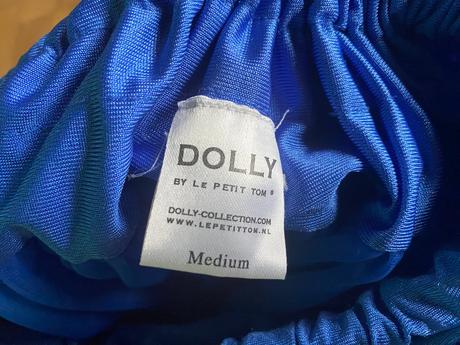 DOLLY
BY LE PETIT TOM ®
DOLLY-COLLECTION.COM
WWW.LEPETITTOM.NL
Medium